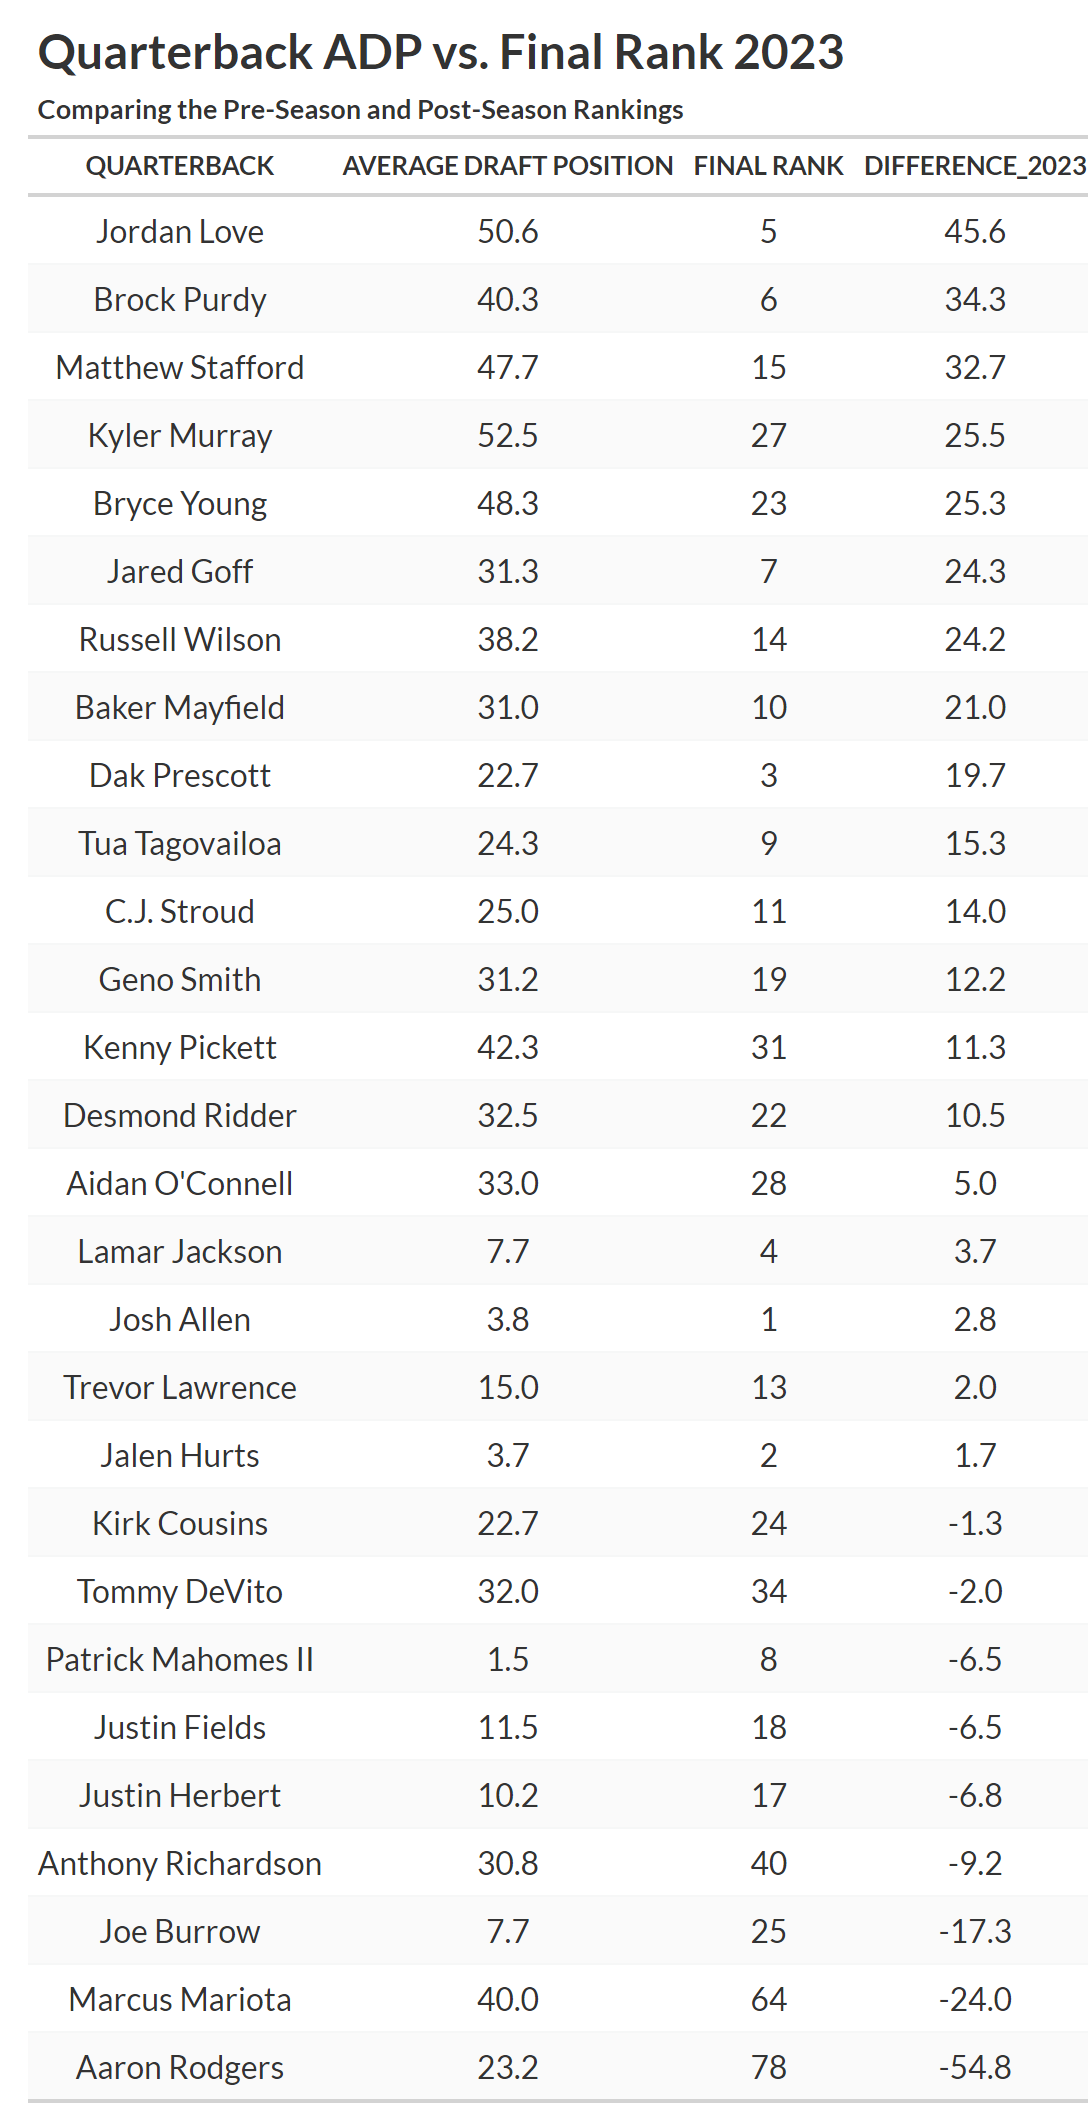 Quarterback ADP vs. Final Rank 2023
Comparing the Pre-Season and Post-Season Rankings
QUARTERBACK AVERAGE DRAFT POSITION FINAL RANK DIFFERENCE_2023
Jordan Love 50.6 5 45.6
Brock Purdy 40.3 6 34.3
Matthew Stafford 47.7 15 32.7
Kyler Murray 52.5 27 25.5
Bryce Young 48.3 23 25.3
Jared Goff 31.3 7 24.3
Russell Wilson 38.2 14 24.2
Baker Mayfield 31.0 10 21.0
Dak Prescott 22.7 3 19.7
Tua Tagovailoa 24.3 9 15.3
C.J. Stroud 25.0 11 14.0
Geno Smith 31.2 19 12.2
Kenny Pickett 42.3 31 11.3
Desmond Ridder 32.5 22 10.5
Aidan O'Connell 33.0 28 5.0
Lamar Jackson 7.7 4 3.7
Josh Allen 3.8 1 2.8
Trevor Lawrence 15.0 13 2.0
Jalen Hurts 3.7 2 1.7
Kirk Cousins 22.7 24 -1.3
Tommy DeVito 32.0 34 -2.0
Patrick Mahomes II 1.5 8 -6.5
Justin Fields 11.5 18 -6.5
Justin Herbert 10.2 17 -6.8
Anthony Richardson 30.8 40 -9.2
Joe Burrow 7.7 25 -17.3
Marcus Mariota 40.0 64 -24.0
Aaron Rodgers 23.2 78 -54.8